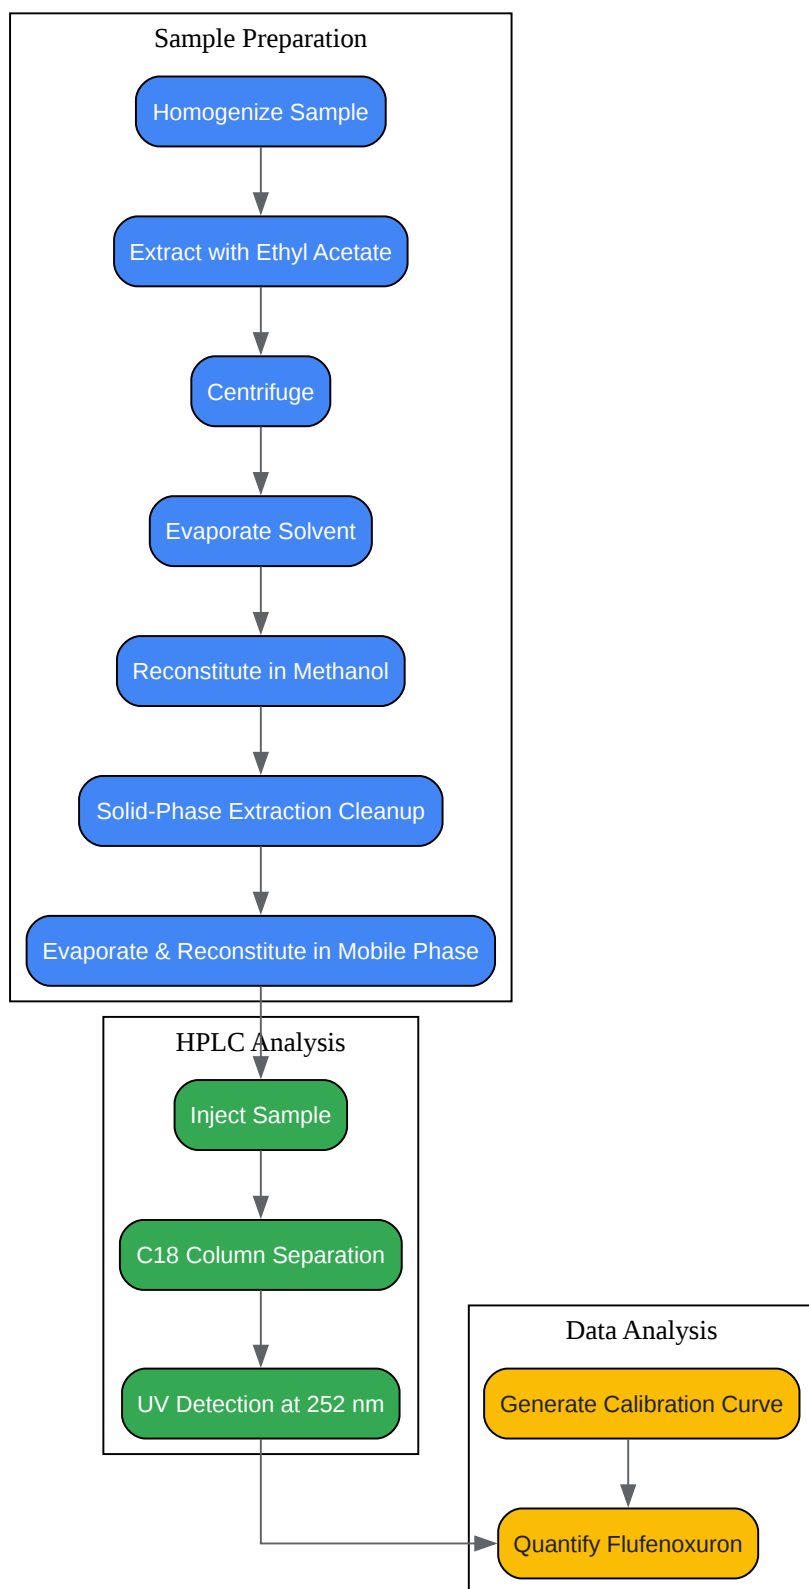 Sample Preparation
Homogenize Sample
Extract with Ethyl Acetate
Centrifuge
Evaporate Solvent
Reconstitute in Methanol
Solid-Phase Extraction Cleanup
Evaporate & Reconstitute in Mobile Phase
HPLC Analysis
Inject Sample
C18 Column Separation
UV Detection at 252 nm
Data Analysis
Generate Calibration Curve
Quantify Flufenoxuron